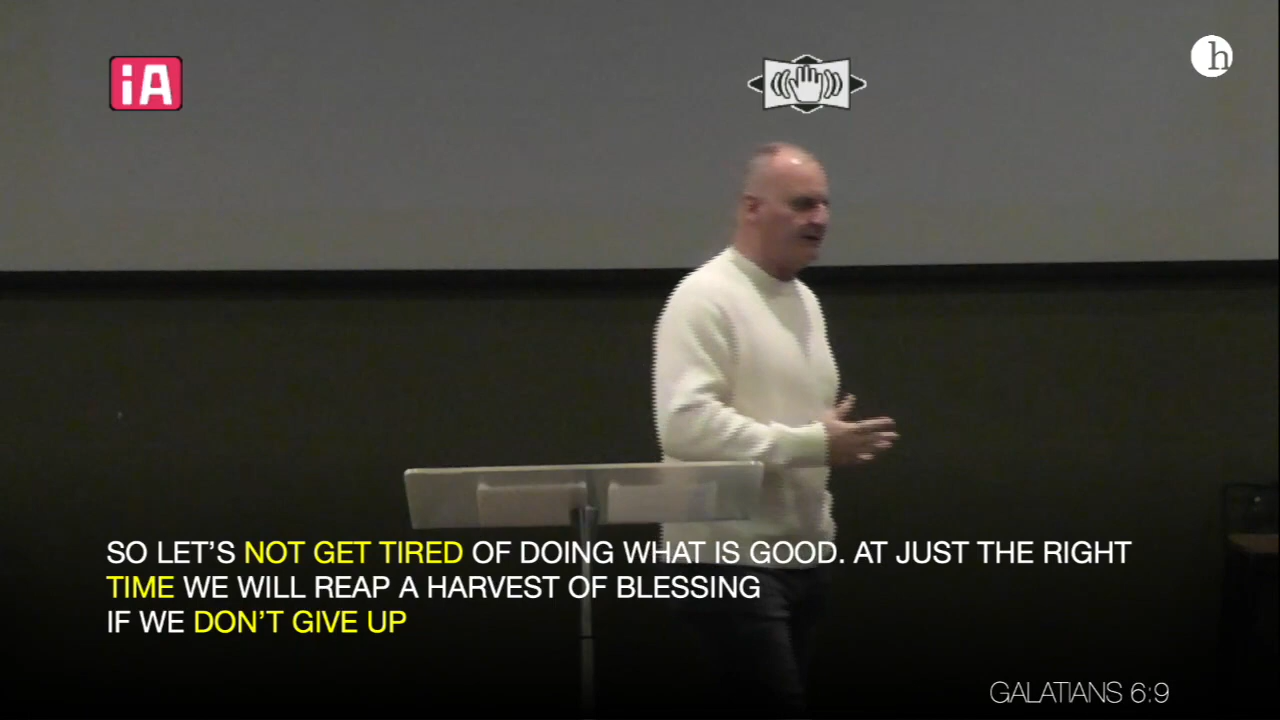 iA
h
SO LET'S NOT GET TIRED OF DOING WHAT IS GOOD. AT JUST THE RIGHT
TIME WE WILL REAP A HARVEST OF BLESSING
IF WE DON'T GIVE UP
GALATIANS 6:9